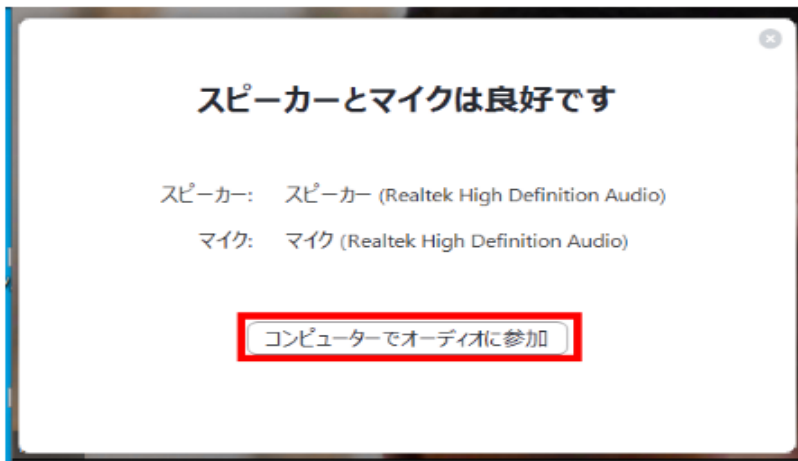 スピーカーとマイクは良好です
スピーカー: スピーカー (Realtek High Definition Audio)
マイク: マイク (Realtek High Definition Audio)
コンピューターでオーディオに参加